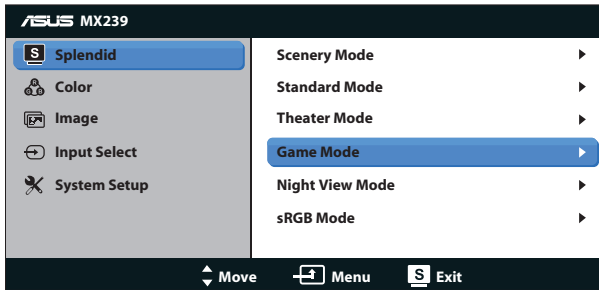 ASUS MX239
S Splendid
Color
Image
Input Select
System Setup
Scenery Mode
Standard Mode
Theater Mode
Game Mode
Night View Mode
sRGB Mode
Move Menu S Exit